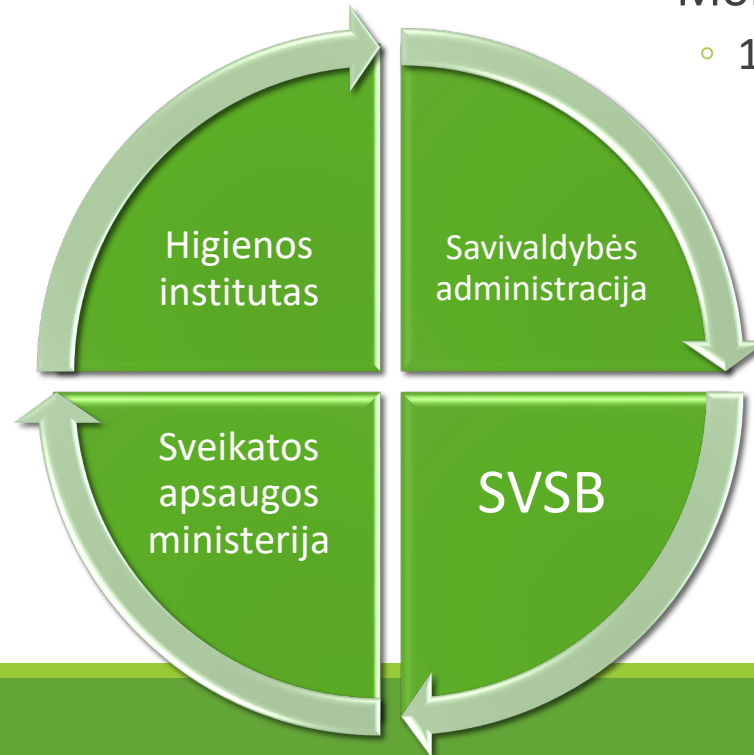 Higienos
institutas
Savivaldybės
administracija
Sveikatos
apsaugos
ministerija
SVSB